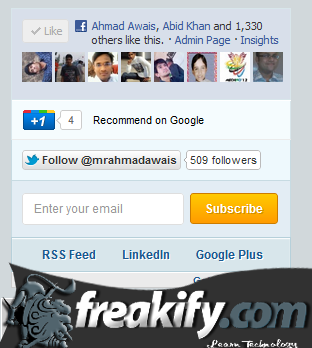 Like
Ahmad Awais, Abid Khan and 1,330
others like this. · Admin Page · Insights
+1
4
Recommend on Google
Follow @mrahmadawais
509 followers
Enter your email
Subscribe
RSS Feed
LinkedIn
Google Plus
freakify.com
Learn Technology